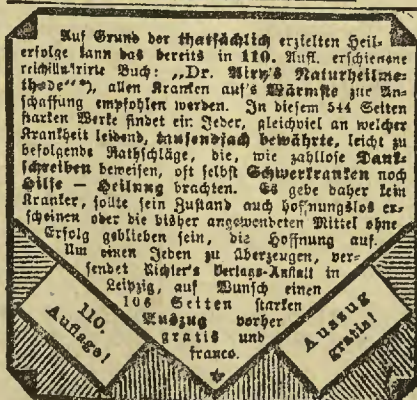 Auf Grund der thatsächlich erzielten Heil-
erfolge kann das bereits in 110. Aufl. erschienene
reichillustrirte Buch: „Dr. Airy's Naturheilme-
thode“*), allen Kranken auf's Wärmste zur An-
schaffung empfohlen werden. In diesem 544 Seiten
starken Werke findet ein Jeder, gleichviel an welcher
Krankheit leidend, tausendfach bewährte, leicht zu
befolgende Rathschläge, die, wie zahllose Dank-
schreiben beweisen, oft selbst Schwerkranken noch
Hilfe — Heilung brachten. Es gebe daher kein
Kranker, sollte sein Zustand auch hoffnungslos er-
scheinen oder die bisher angewendeten Mittel ohne
Erfolg geblieben sein, die Hoffnung auf.
Um einen Jeden zu überzeugen, ver-
sendet Richter's Verlags-Anstalt in
Leipzig, auf Wunsch einen
106 Seiten starken
Auszug vorher
gratis und
franco.
110.
Auflage!
Auszug
gratis!